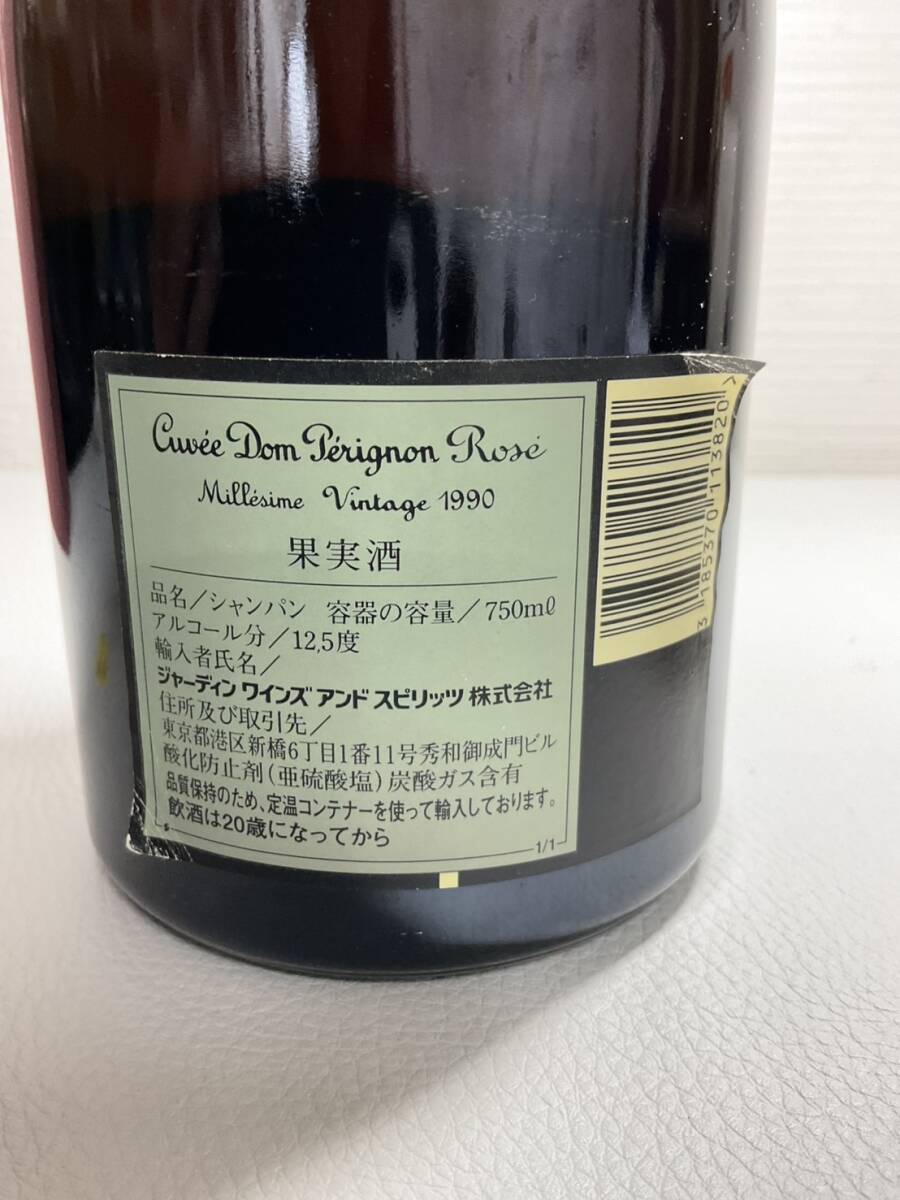 Cuvée Dom Pérignon Rosé
Millésime Vintage 1990
果実酒
品名/シャンパン 容器の容量/750mℓ
アルコール分/12,5度
輸入者氏名/
ジャーディン ワインズ アンド スピリッツ 株式会社
住所及び取引先/
東京都港区新橋6丁目1番11号秀和御成門ビル
酸化防止剤(亜硫酸塩)炭酸ガス含有
品質保持のため、定温コンテナーを使って輸入しております。
飲酒は20歳になってから
1/1
3 185370 113820 >